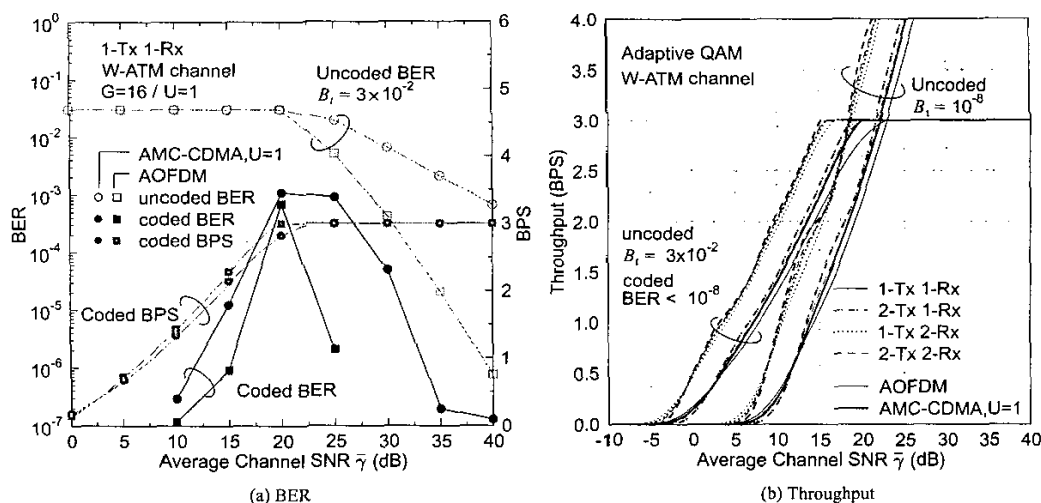 10^0
10^-1
10^-2
10^-3
10^-4
10^-5
10^-6
10^-7
BER
1-Tx 1-Rx
W-ATM channel
G=16 / U=1
Uncoded BER
B_t = 3×10^-2
AMC-CDMA,U=1
AOFDM
uncoded BER
coded BER
coded BPS
Coded BPS
Coded BER
6
5
4
3
2
1
0
BPS
0 5 10 15 20 25 30 35 40
Average Channel SNR γ̄ (dB)
(a) BER
4.0
3.5
3.0
2.5
2.0
1.5
1.0
0.5
0.0
Throughput (BPS)
Adaptive QAM
W-ATM channel
Uncoded
B_t = 10^-8
uncoded
B_t = 3x10^-2
coded
BER < 10^-8
1-Tx 1-Rx
2-Tx 1-Rx
1-Tx 2-Rx
2-Tx 2-Rx
AOFDM
AMC-CDMA,U=1
-10 -5 0 5 10 15 20 25 30 35 40
Average Channel SNR γ̄ (dB)
(b) Throughput